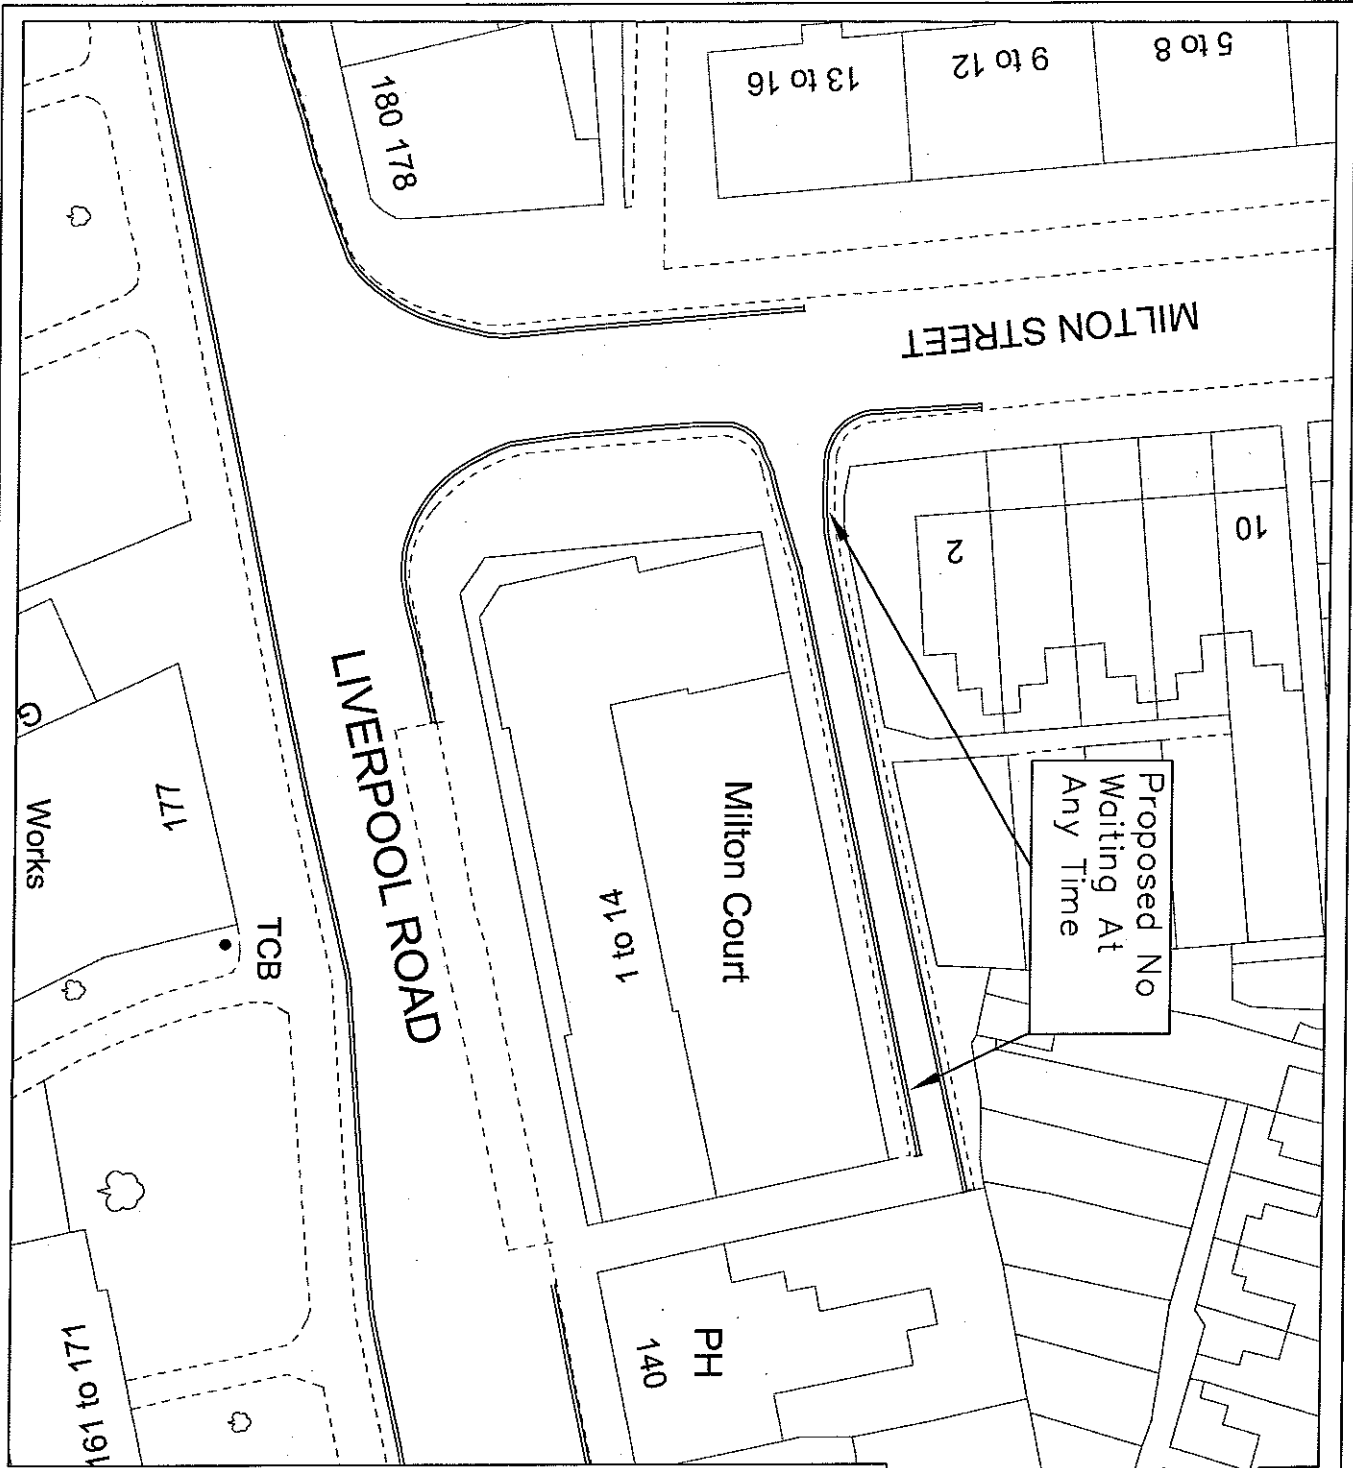 5 to 8
9 to 12
13 to 16
180 178
MILTON STREET
2
10
Proposed No
Waiting At
Any Time
Milton Court
1 to 14
LIVERPOOL ROAD
G
177
Works
TCB
PH
140
161 to 171